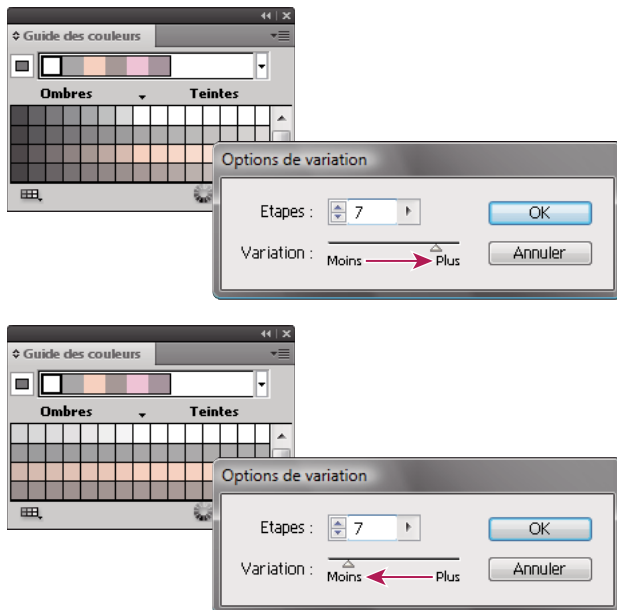 Guide des couleurs
Ombres Teintes
Options de variation
Etapes : 7 OK
Variation : Moins Plus Annuler
Guide des couleurs
Ombres Teintes
Options de variation
Etapes : 7 OK
Variation : Moins Plus Annuler